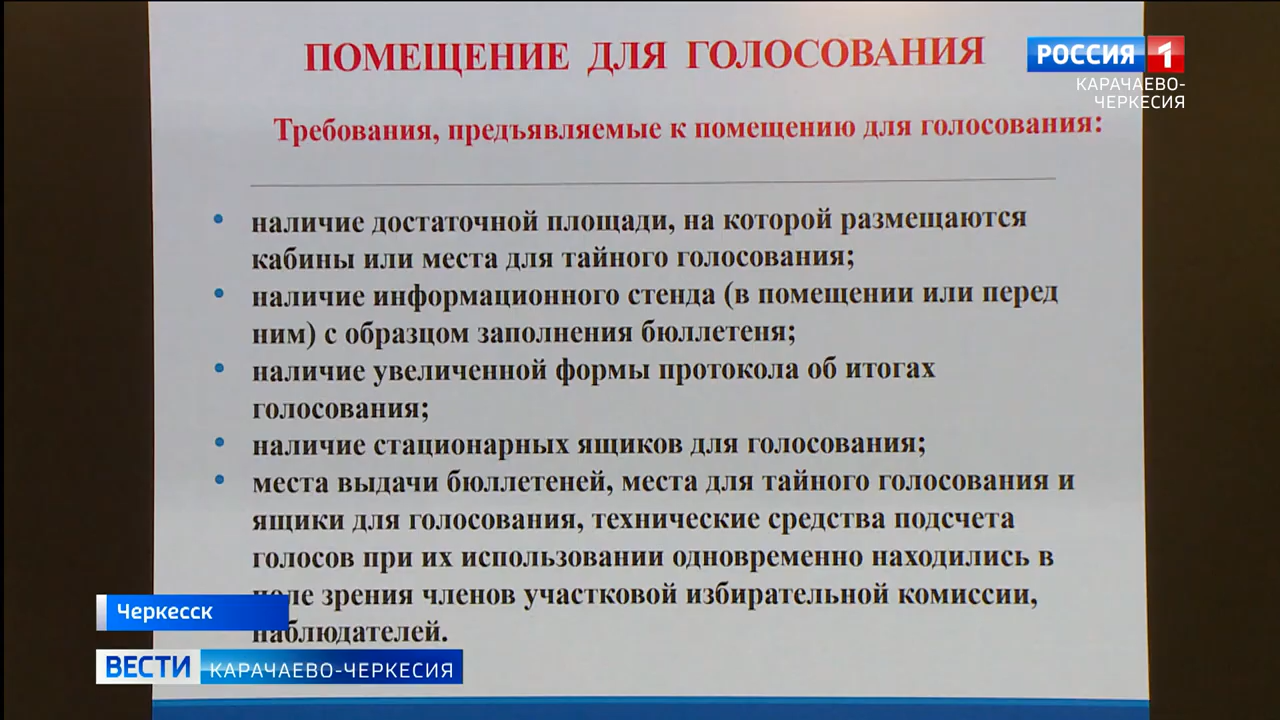 ПОМЕЩЕНИЕ ДЛЯ ГОЛОСОВАНИЯ
РОССИЯ 1
КАРАЧАЕВО-
ЧЕРКЕСИЯ
Требования, предъявляемые к помещению для голосования:
• наличие достаточной площади, на которой размещаются
кабины или места для тайного голосования;
• наличие информационного стенда (в помещении или перед
ним) с образцом заполнения бюллетеня;
• наличие увеличенной формы протокола об итогах
голосования;
• наличие стационарных ящиков для голосования;
• места выдачи бюллетеней, места для тайного голосования и
ящики для голосования, технические средства подсчета
голосов при их использовании одновременно находились в
поле зрения членов участковой избирательной комиссии,
наблюдателей.
Черкесск
ВЕСТИ КАРАЧАЕВО-ЧЕРКЕСИЯ